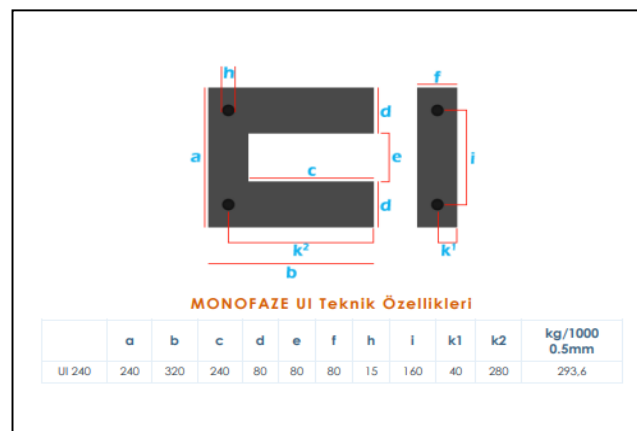 h
f
d
a
e
i
c
d
k²
k¹
b
MONOFAZE UI Teknik Özellikleri
a b c d e f h i k1 k2 kg/1000 0.5mm
UI 240 240 320 240 80 80 80 15 160 40 280 293,6